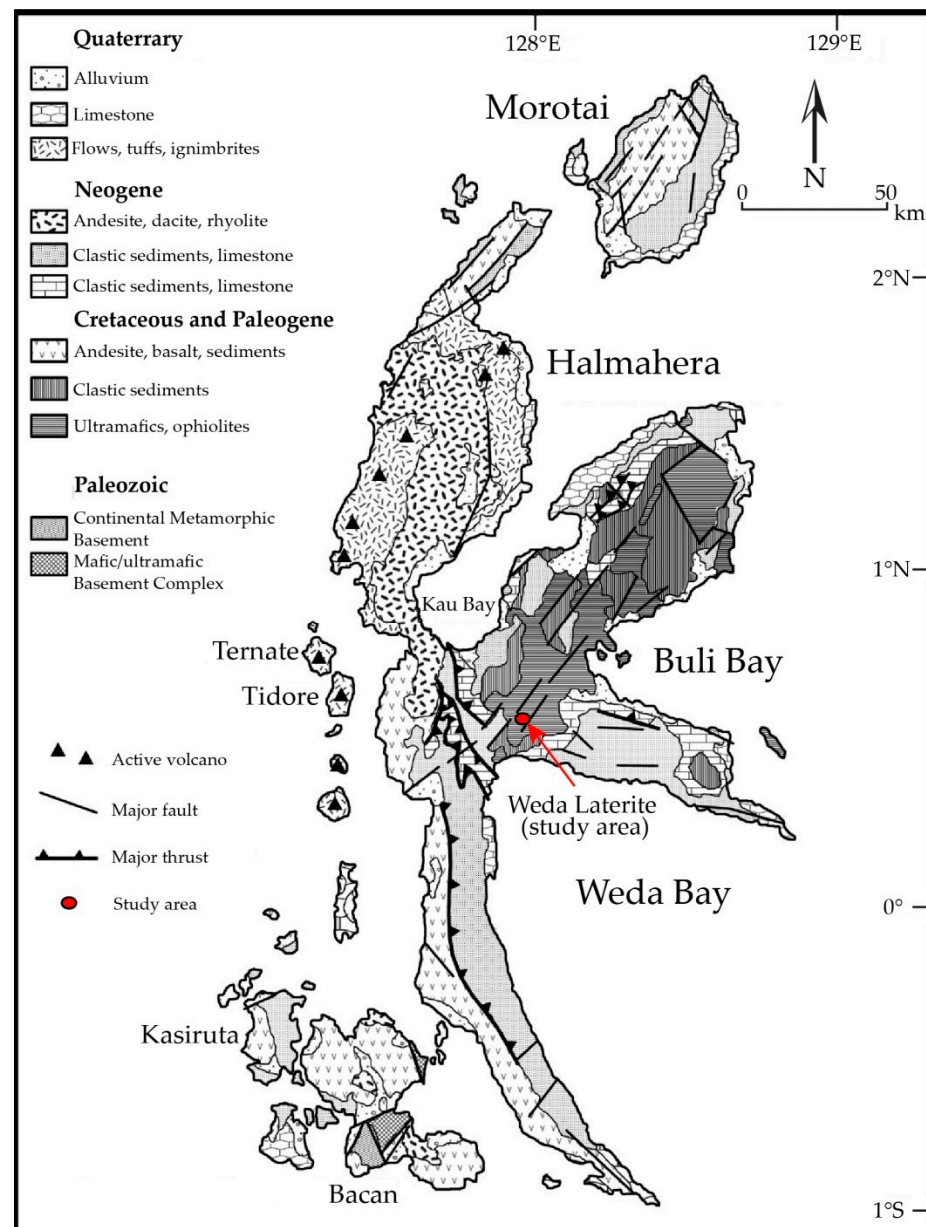 Quaterrary
Alluvium
Limestone
Flows, tuffs, ignimbrites
Neogene
Andesite, dacite, rhyolite
Clastic sediments, limestone
Clastic sediments, limestone
Cretaceous and Paleogene
Andesite, basalt, sediments
Clastic sediments
Ultramafics, ophiolites
Paleozoic
Continental Metamorphic
Basement
Mafic/ultramafic
Basement Complex
128°E
129°E
Morotai
N
0
50
km
2°N
Halmahera
1°N
Kau Bay
Ternate
Tidore
Buli Bay
Active volcano
Major fault
Major thrust
Study area
Weda Laterite
(study area)
Weda Bay
0°
Kasiruta
Bacan
1°S